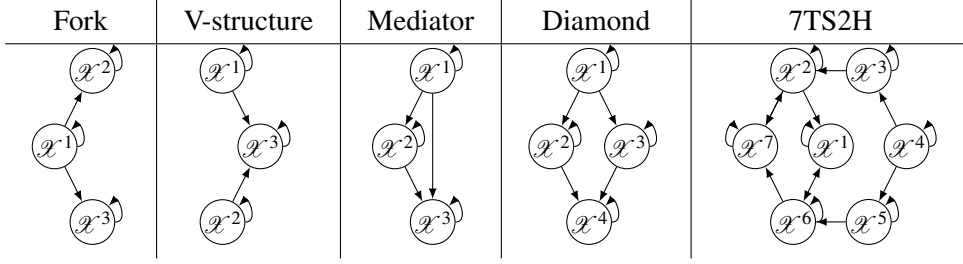 Fork V-structure Mediator Diamond 7TS2H
𝒳² 𝒳¹ 𝒳¹ 𝒳¹ 𝒳² 𝒳³
𝒳¹ 𝒳³ 𝒳² 𝒳² 𝒳³ 𝒳⁷ 𝒳¹ 𝒳⁴
𝒳³ 𝒳² 𝒳³ 𝒳⁴ 𝒳⁶ 𝒳⁵